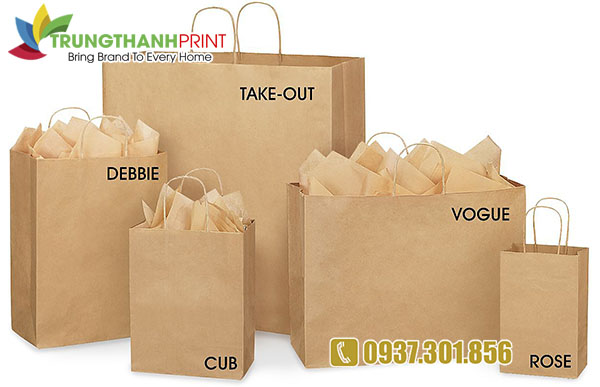 TRUNGTHANHPRINT
Bring Brand To Every Home
TAKE-OUT
DEBBIE
VOGUE
CUB
0937.301.856
ROSE